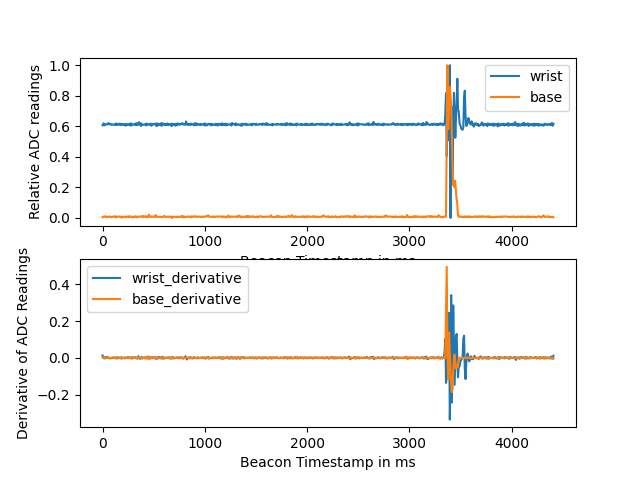 1.0
0.8
0.6
0.4
0.2
0.0
Relative ADC readings
wrist
base
0 1000 2000 3000 4000
Beacon Timestamp in ms
0.4
0.2
0.0
−0.2
Derivative of ADC Readings
wrist_derivative
base_derivative
0 1000 2000 3000 4000
Beacon Timestamp in ms